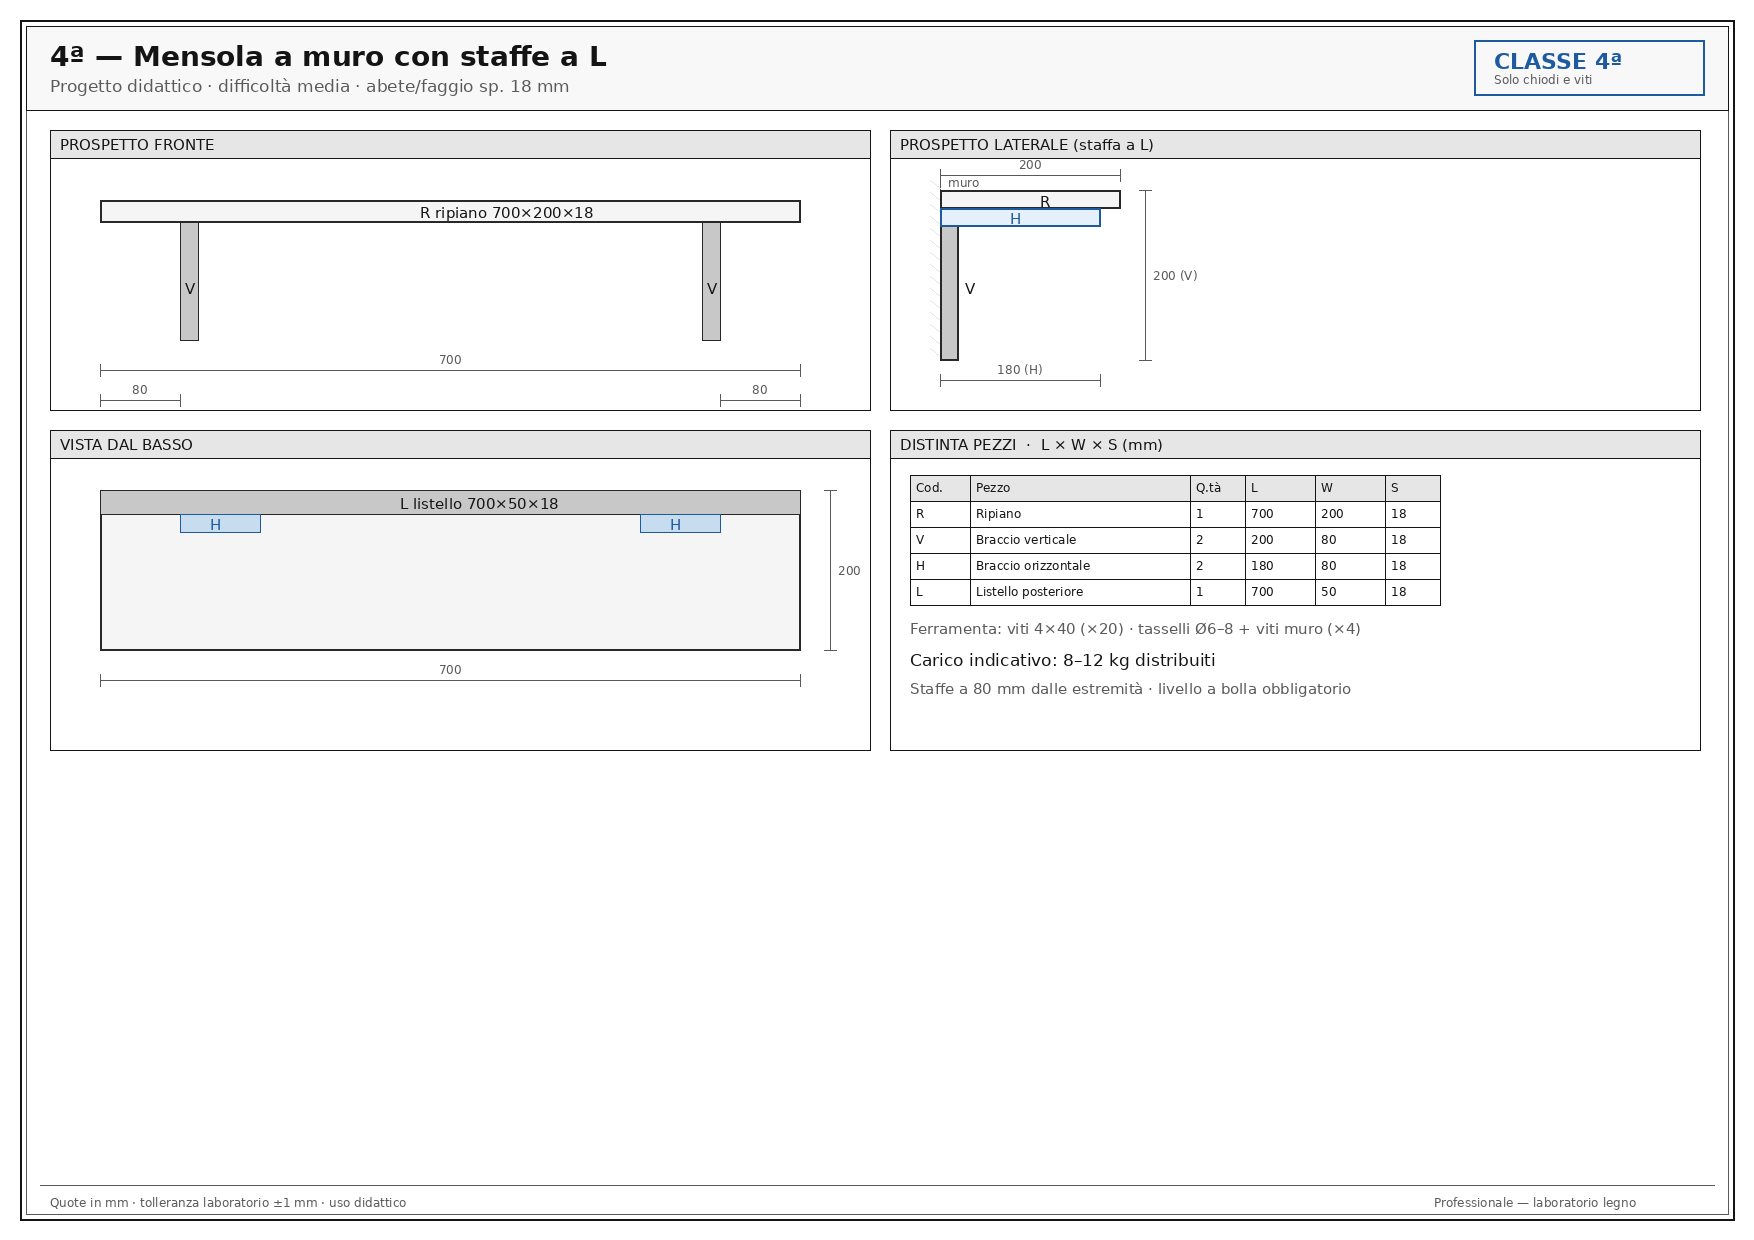 4ª — Mensola a muro con staffe a L
Progetto didattico · difficoltà media · abete/faggio sp. 18 mm
CLASSE 4ª
Solo chiodi e viti
PROSPETTO FRONTE
R ripiano 700×200×18
V
V
700
80
80
PROSPETTO LATERALE (staffa a L)
200
muro
R
H
V
200 (V)
180 (H)
VISTA DAL BASSO
L listello 700×50×18
H
H
200
700
DISTINTA PEZZI · L × W × S (mm)
Cod. Pezzo Q.tà L W S
R Ripiano 1 700 200 18
V Braccio verticale 2 200 80 18
H Braccio orizzontale 2 180 80 18
L Listello posteriore 1 700 50 18
Ferramenta: viti 4×40 (×20) · tasselli Ø6–8 + viti muro (×4)
Carico indicativo: 8–12 kg distribuiti
Staffe a 80 mm dalle estremità · livello a bolla obbligatorio
Quote in mm · tolleranza laboratorio ±1 mm · uso didattico
Professionale — laboratorio legno